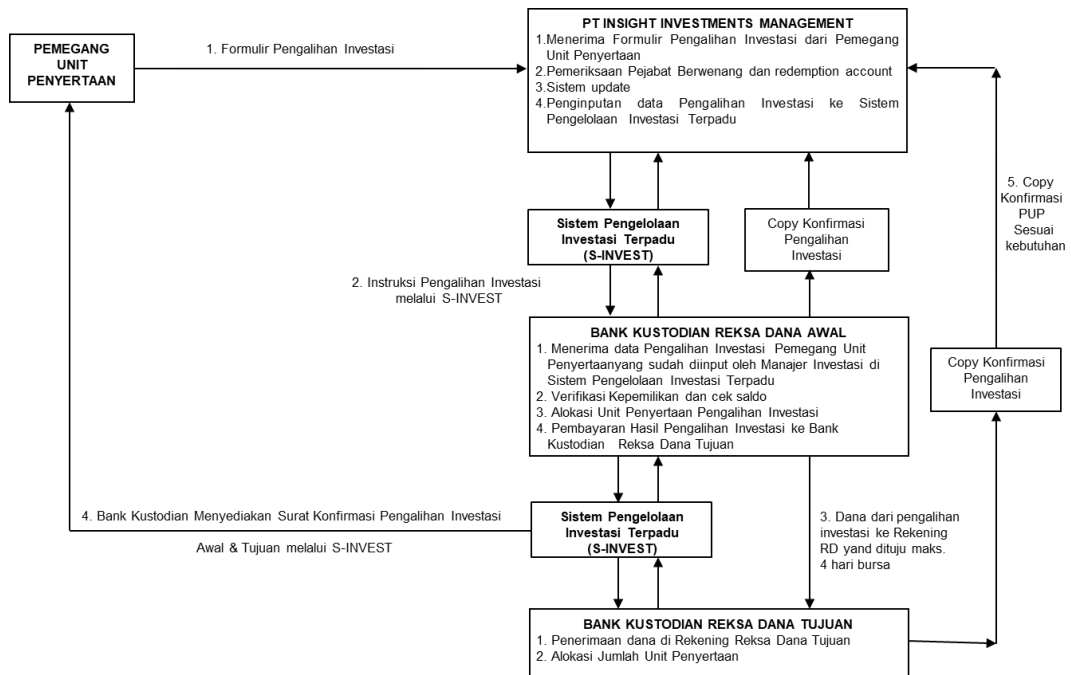 PT INSIGHT INVESTMENTS MANAGEMENT
1.Menerima Formulir Pengalihan Investasi dari Pemegang
Unit Penyertaan
2.Pemeriksaan Pejabat Berwenang dan redemption account
3.Sistem update
4.Penginputan data Pengalihan Investasi ke Sistem
Pengelolaan Investasi Terpadu
PEMEGANG
UNIT
PENYERTAAN
1. Formulir Pengalihan Investasi
5. Copy
Konfirmasi
PUP
Sesuai
kebutuhan
Sistem Pengelolaan
Investasi Terpadu
(S-INVEST)
Copy Konfirmasi
Pengalihan
Investasi
2. Instruksi Pengalihan Investasi
melalui S-INVEST
BANK KUSTODIAN REKSA DANA AWAL
1. Menerima data Pengalihan Investasi Pemegang Unit
Penyertaanyang sudah diinput oleh Manajer Investasi di
Sistem Pengelolaan Investasi Terpadu
2. Verifikasi Kepemilikan dan cek saldo
3. Alokasi Unit Penyertaan Pengalihan Investasi
4. Pembayaran Hasil Pengalihan Investasi ke Bank
Kustodian Reksa Dana Tujuan
Copy Konfirmasi
Pengalihan
Investasi
4. Bank Kustodian Menyediakan Surat Konfirmasi Pengalihan Investasi
Awal & Tujuan melalui S-INVEST
Sistem Pengelolaan
Investasi Terpadu
(S-INVEST)
3. Dana dari pengalihan
investasi ke Rekening
RD yand dituju maks.
4 hari bursa
BANK KUSTODIAN REKSA DANA TUJUAN
1. Penerimaan dana di Rekening Reksa Dana Tujuan
2. Alokasi Jumlah Unit Penyertaan